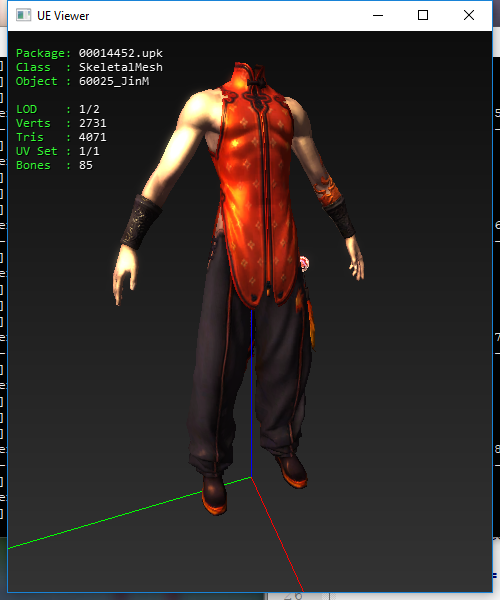 UE Viewer
Package: 00014452.upk
Class : SkeletalMesh
Object : 60025_JinM
LOD : 1/2
Verts : 2731
Tris : 4071
UV Set : 1/1
Bones : 85